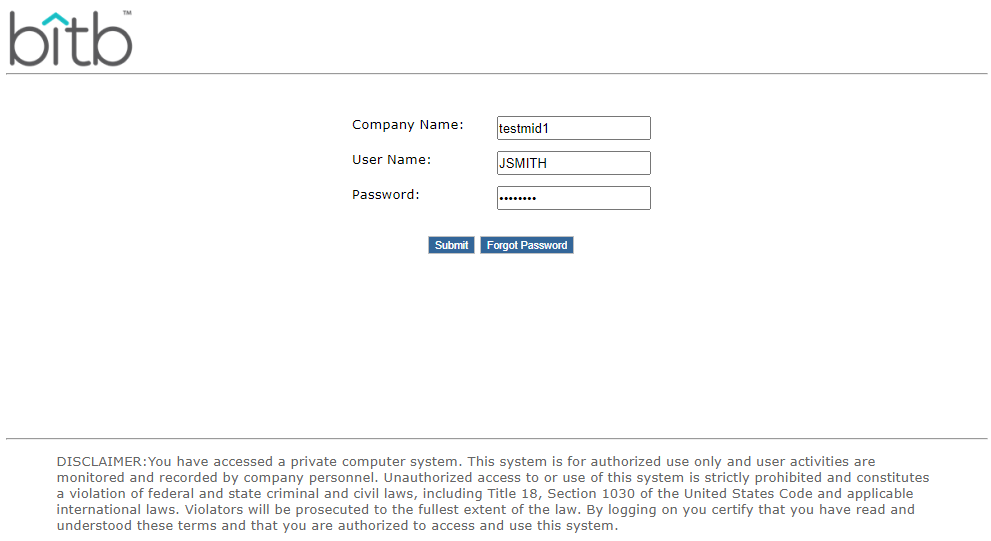 bitb™
Company Name: testmid1
User Name: JSMITH
Password: ••••••••
Submit Forgot Password
DISCLAIMER:You have accessed a private computer system. This system is for authorized use only and user activities are
monitored and recorded by company personnel. Unauthorized access to or use of this system is strictly prohibited and constitutes
a violation of federal and state criminal and civil laws, including Title 18, Section 1030 of the United States Code and applicable
international laws. Violators will be prosecuted to the fullest extent of the law. By logging on you certify that you have read and
understood these terms and that you are authorized to access and use this system.